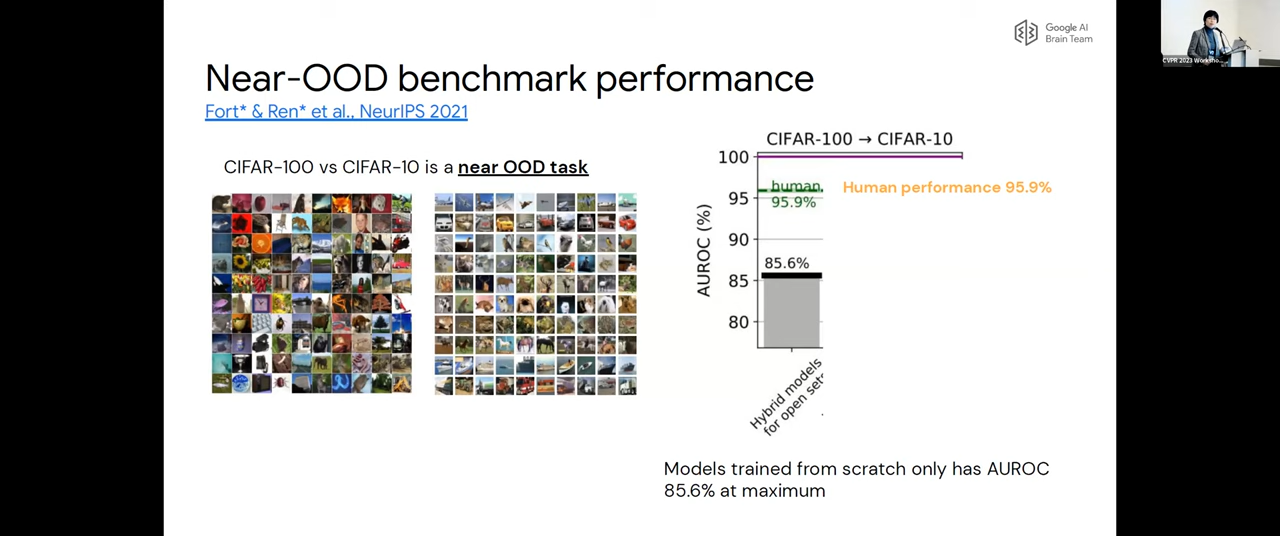 Google AI
Brain Team
CVPR 2023 Worksho...
Near-OOD benchmark performance
Fort* & Ren* et al., NeurIPS 2021
CIFAR-100 vs CIFAR-10 is a near OOD task
CIFAR-100 → CIFAR-10
100
95
90
85
80
AUROC (%)
human
95.9%
Human performance 95.9%
85.6%
Hybrid models
for open set
Models trained from scratch only has AUROC
85.6% at maximum